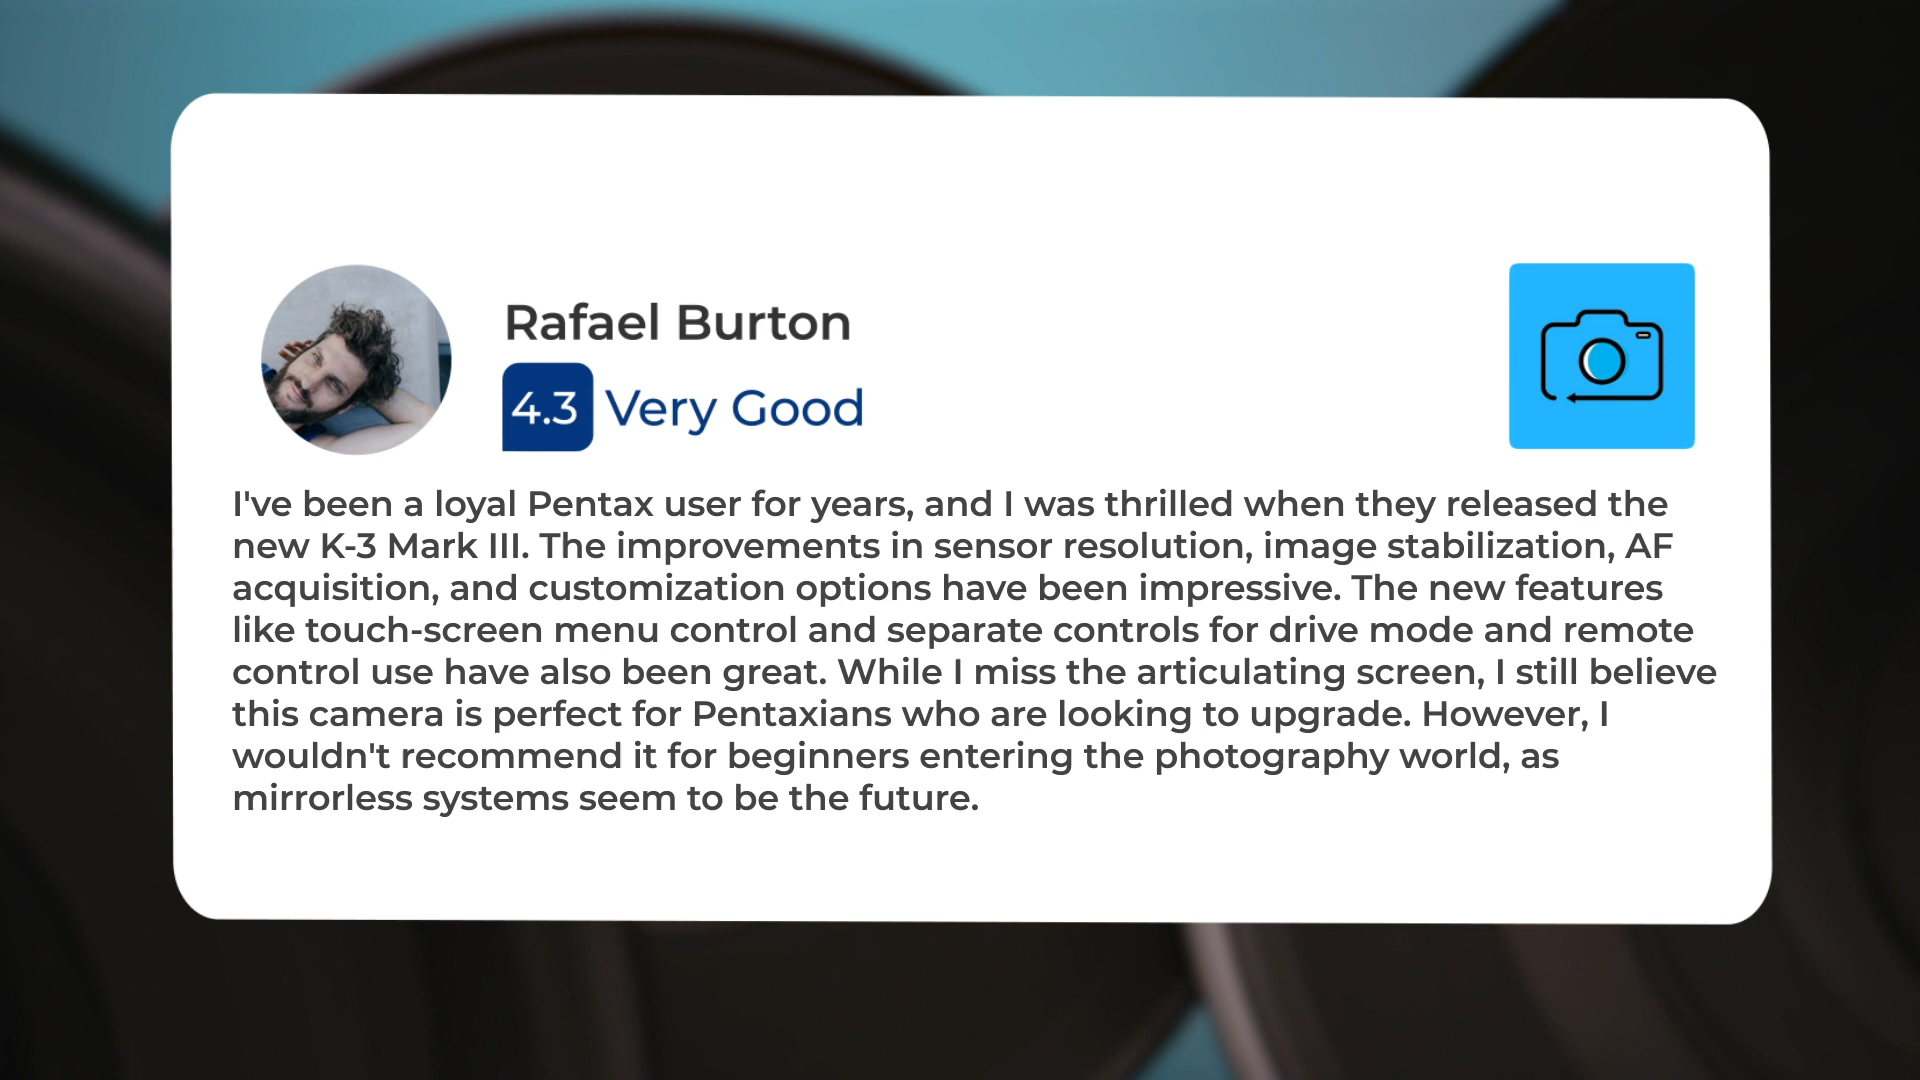 Rafael Burton
4.3 Very Good
I've been a loyal Pentax user for years, and I was thrilled when they released the
new K-3 Mark III. The improvements in sensor resolution, image stabilization, AF
acquisition, and customization options have been impressive. The new features
like touch-screen menu control and separate controls for drive mode and remote
control use have also been great. While I miss the articulating screen, I still believe
this camera is perfect for Pentaxians who are looking to upgrade. However, I
wouldn't recommend it for beginners entering the photography world, as
mirrorless systems seem to be the future.